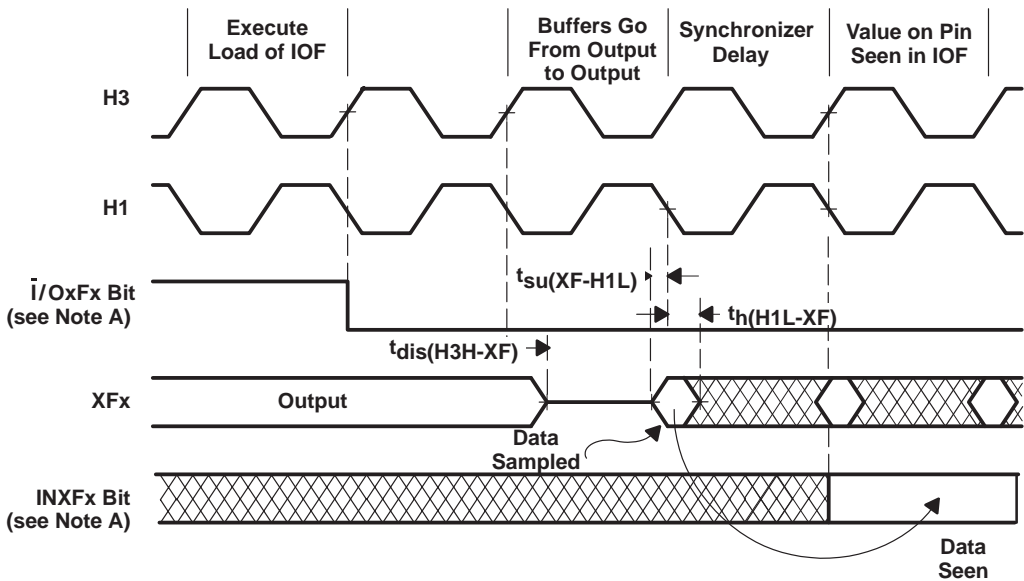 Execute
Load of IOF
Buffers Go
From Output
to Output
Synchronizer
Delay
Value on Pin
Seen in IOF
H3
H1
tsu(XF-H1L)
Ī/OxFx Bit
(see Note A)
th(H1L-XF)
tdis(H3H-XF)
XFx
Output
Data
Sampled
INXFx Bit
(see Note A)
Data
Seen